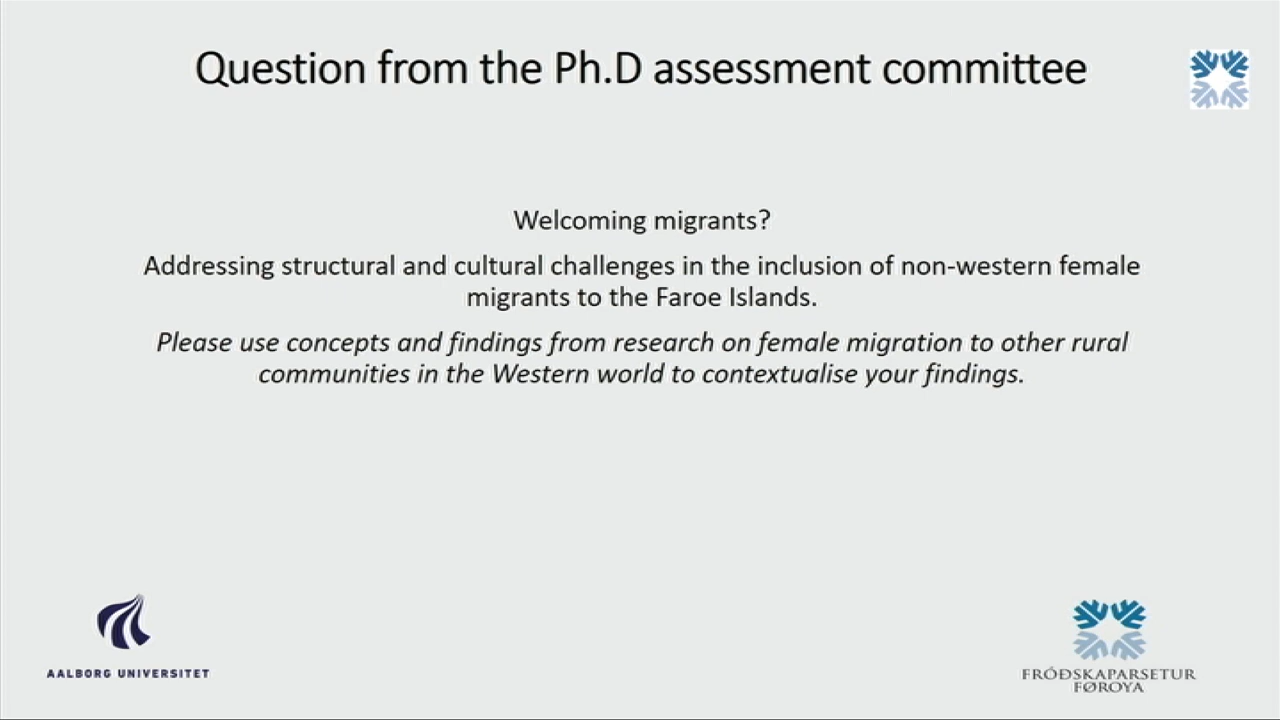 Question from the Ph.D assessment committee
Welcoming migrants?
Addressing structural and cultural challenges in the inclusion of non-western female
migrants to the Faroe Islands.
Please use concepts and findings from research on female migration to other rural
communities in the Western world to contextualise your findings.
AALBORG UNIVERSITET
FRÓÐSKAPARSETUR
FØROYA